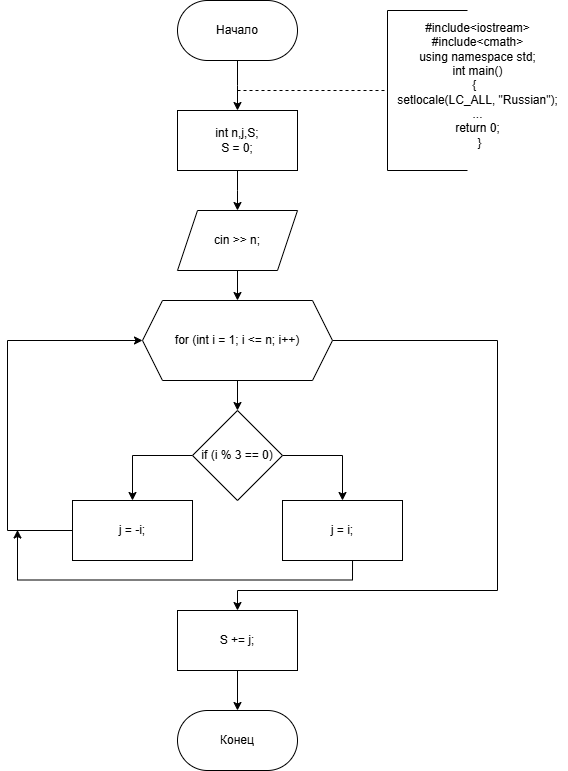 Начало
#include<iostream>
#include<cmath>
using namespace std;
int main()
{
setlocale(LC_ALL, "Russian");
...
return 0;
}
int n,j,S;
S = 0;
cin >> n;
for (int i = 1; i <= n; i++)
if (i % 3 == 0)
j = -i;
j = i;
S += j;
Конец